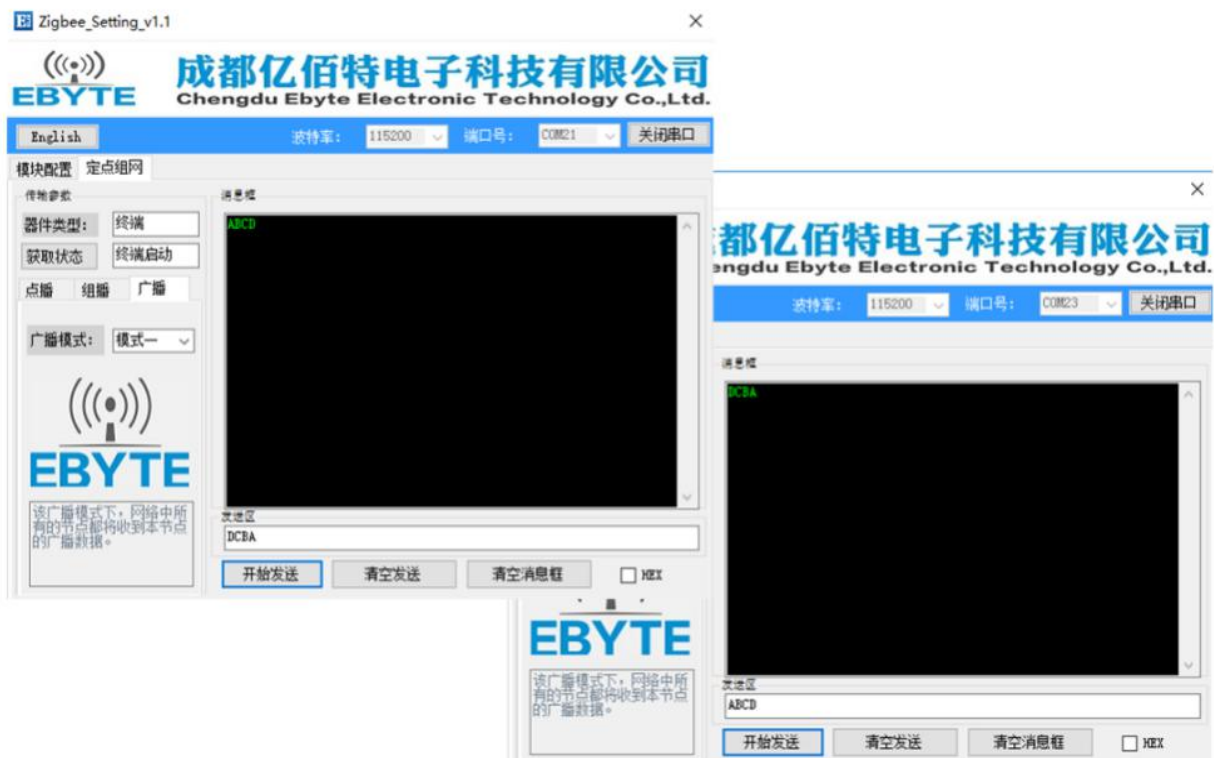 Zigbee_Setting_v1.1
EBYTE
成都亿佰特电子科技有限公司
Chengdu Ebyte Electronic Technology Co.,Ltd.
English
波特率: 115200 端口号: COM21 关闭串口
模块配置 定点组网
传输参数
器件类型: 终端
获取状态 终端启动
点播 组播 广播
广播模式: 模式一
EBYTE
该广播模式下,网络中所
有的节点都将收到本节点
的广播数据。
消息框
ABCD
发送区
DCBA
开始发送 清空发送 清空消息框 HEX
都亿佰特电子科技有限公司
engdu Ebyte Electronic Technology Co.,Ltd.
波特率: 115200 端口号: COM23 关闭串口
消息框
DCBA
EBYTE
该广播模式下,网络中所
有的节点都将收到本节点
的广播数据。
发送区
ABCD
开始发送 清空发送 清空消息框 HEX